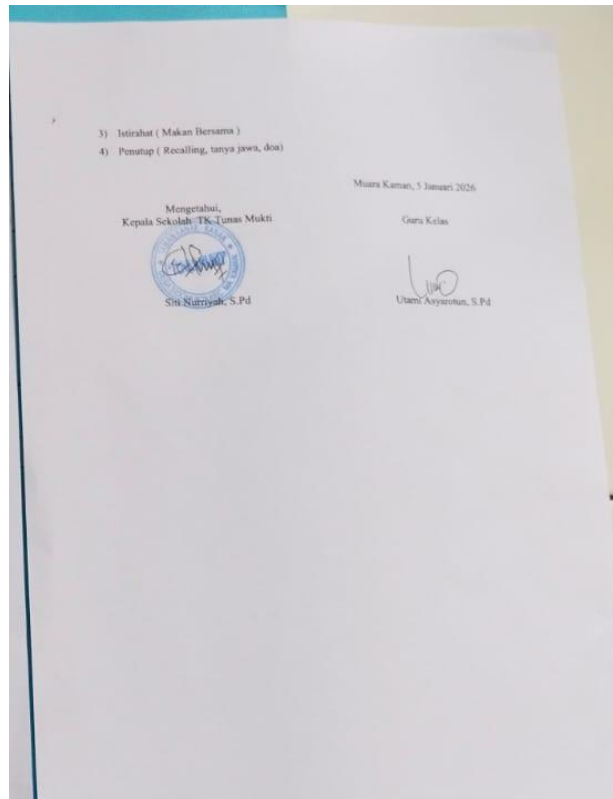 3) Istirahat ( Makan Bersama )
4) Penutup ( Recalling, tanya jawa, doa)
Muara Kaman, 5 Januari 2026
Mengetahui,
Kepala Sekolah TK Tunas Mukti
Guru Kelas
Siti Nurriyah, S.Pd
Utami Asyarotun, S.Pd